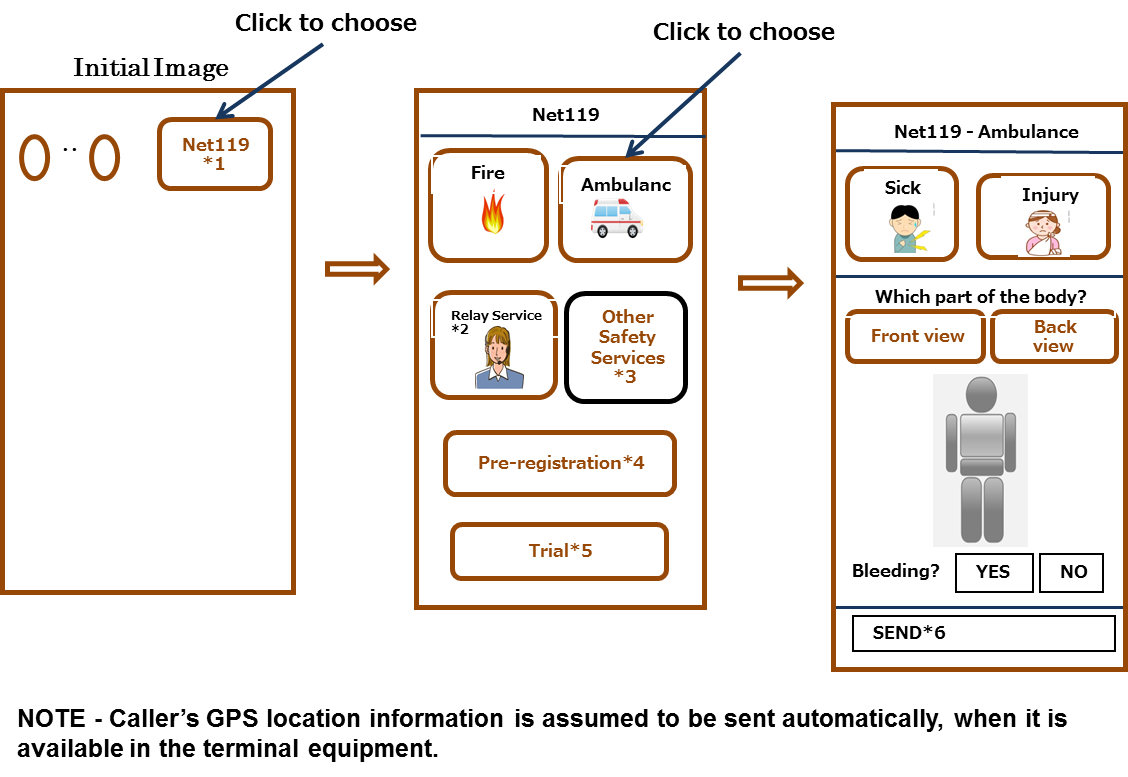 Click to choose
Click to choose
Initial Image
Net119
*1
Net119
Fire
Ambulanc
Relay Service
*2
Other
Safety
Services
*3
Pre-registration*4
Trial*5
Net119 - Ambulance
Sick
Injury
Which part of the body?
Front view
Back
view
Bleeding?
YES
NO
SEND*6
NOTE - Caller’s GPS location information is assumed to be sent automatically, when it is
available in the terminal equipment.